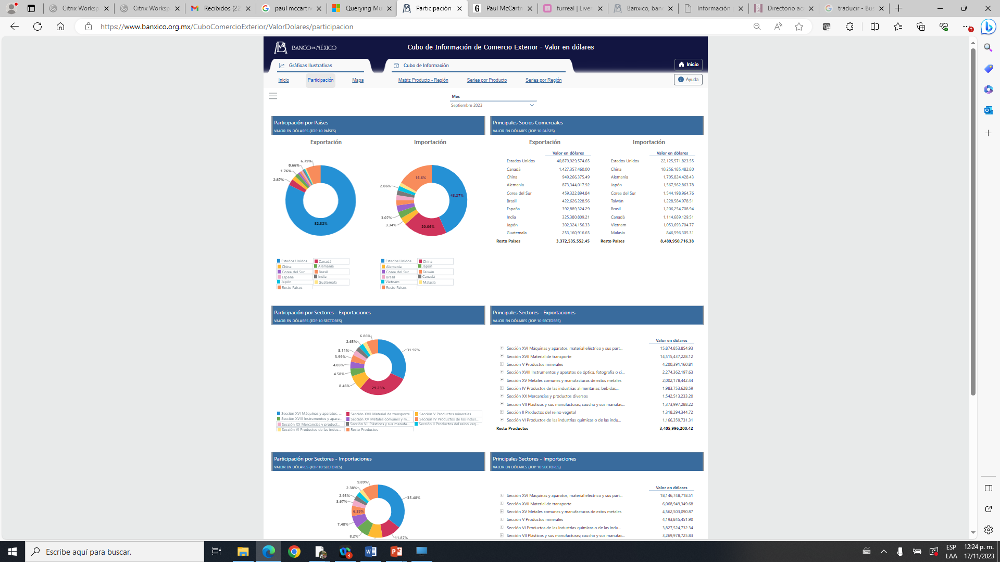 Citrix Worksp
Citrix Worksp
Recibidos (22
paul mccartn
Querying Mu
Participación
Paul McCartn
furreal | Liver
Banxico, banc
Información p
Directorio ac
traducir - Bus
https://www.banxico.org.mx/CuboComercioExterior/ValorDolares/participacion
BANCO DE MÉXICO
Cubo de Información de Comercio Exterior - Valor en dólares
Gráficas Ilustrativas
Cubo de Información
Inicio
Inicio
Participación
Mapa
Matriz Producto - Región
Series por Producto
Series por Región
Ayuda
Mes
Septiembre 2023
Participación por Países
VALOR EN DÓLARES (TOP 10 PAÍSES)
Exportación
Importación
6.79%
0.66%
1.76%
2.87%
82.32%
16.6%
2.06%
43.27%
3.07%
3.34%
20.06%
Estados Unidos
Canadá
China
Alemania
Corea del Sur
Brasil
España
India
Japón
Guatemala
Resto Países
Estados Unidos
China
Alemania
Japón
Corea del Sur
Taiwán
Brasil
Canadá
Vietnam
Malasia
Resto Países
Principales Socios Comerciales
VALOR EN DÓLARES (TOP 10 PAÍSES)
Exportación
Valor en dólares
Estados Unidos 40,879,929,574.65
Canadá 1,427,357,460.00
China 949,266,375.49
Alemania 873,344,017.92
Corea del Sur 459,322,894.84
Brasil 422,626,228.56
España 392,889,324.29
India 325,380,809.21
Japón 302,324,156.33
Guatemala 253,160,916.65
Resto Países 3,372,535,552.45
Importación
Valor en dólares
Estados Unidos 22,125,571,823.55
China 10,256,185,482.80
Alemania 1,705,824,428.43
Japón 1,567,962,863.78
Corea del Sur 1,544,198,964.76
Taiwán 1,228,584,978.51
Brasil 1,206,254,708.94
Canadá 1,114,689,129.51
Vietnam 1,053,693,704.77
Malasia 846,596,305.31
Resto Países 8,489,950,716.38
Participación por Sectores - Exportaciones
VALOR EN DÓLARES (TOP 10 SECTORES)
6.86%
2.65%
3.11%
3.99%
4.03%
4.58%
8.46%
31.97%
29.23%
Sección XVI Máquinas y aparatos, ...
Sección XVII Material de transporte
Sección V Productos minerales
Sección XVIII Instrumentos y apara...
Sección XV Metales comunes y m...
Sección IV Productos de las indus...
Sección XX Mercancías y product...
Sección VII Plásticos y sus manufa...
Sección II Productos del reino veg...
Sección VI Productos de las indus...
Resto Productos
Principales Sectores - Exportaciones
VALOR EN DÓLARES (TOP 10 SECTORES)
Valor en dólares
Sección XVI Máquinas y aparatos, material eléctrico y sus part... 15,874,853,854.93
Sección XVII Material de transporte 14,515,437,228.12
Sección V Productos minerales 4,200,391,160.81
Sección XVIII Instrumentos y aparatos de óptica, fotografía o ci... 2,274,362,197.63
Sección XV Metales comunes y manufacturas de estos metales 2,002,178,442.44
Sección IV Productos de las industrias alimentarias; bebidas,... 1,983,753,628.59
Sección XX Mercancías y productos diversos 1,542,513,233.20
Sección VII Plásticos y sus manufacturas; caucho y sus manufac... 1,373,997,288.22
Sección II Productos del reino vegetal 1,318,294,344.72
Sección VI Productos de las industrias químicas o de las indu... 1,166,359,731.31
Resto Productos 3,405,996,200.42
Participación por Sectores - Importaciones
VALOR EN DÓLARES (TOP 10 SECTORES)
9.89%
2.38%
2.95%
3.67%
6.39%
7.48%
8.2%
35.48%
11.87%
Principales Sectores - Importaciones
VALOR EN DÓLARES (TOP 10 SECTORES)
Valor en dólares
Sección XVI Máquinas y aparatos, material eléctrico y sus part... 18,146,748,718.51
Sección XVII Material de transporte 6,068,949,349.68
Sección XV Metales comunes y manufacturas de estos metales 4,562,503,090.87
Sección V Productos minerales 4,193,845,451.90
Sección VI Productos de las industrias químicas o de las indu... 3,827,524,732.34
Sección VII Plásticos y sus manufacturas; caucho y sus manufac... 3,269,978,725.83
Escribe aquí para buscar.
3
ESP
LAA
12:24 p. m.
17/11/2023